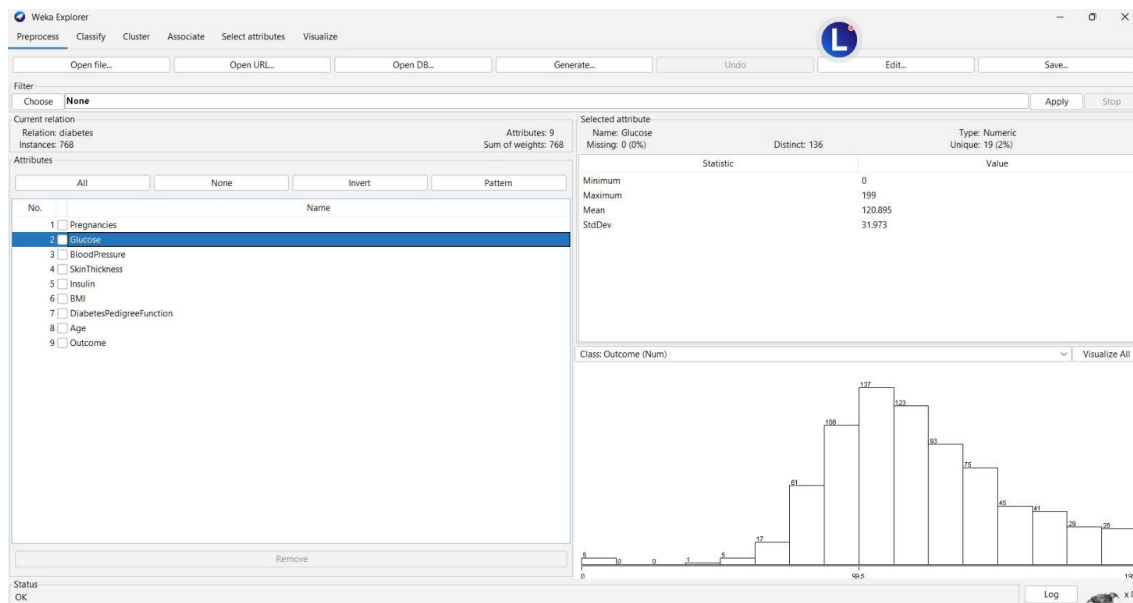 Weka Explorer
Preprocess Classify Cluster Associate Select attributes Visualize
L
Open file... Open URL... Open DB... Generate... Undo Edit... Save...
Filter
Choose None Apply Stop
Current relation
Relation: diabetes Attributes: 9
Instances: 768 Sum of weights: 768
Selected attribute
Name: Glucose Type: Numeric
Missing: 0 (0%) Distinct: 136 Unique: 19 (2%)
Attributes
All None Invert Pattern
No. Name
1 Pregnancies
2 Glucose
3 BloodPressure
4 SkinThickness
5 Insulin
6 BMI
7 DiabetesPedigreeFunction
8 Age
9 Outcome
Remove
Statistic Value
Minimum 0
Maximum 199
Mean 120.895
StdDev 31.973
Class: Outcome (Num) Visualize All
5 0 0 1 5 17 61 108 137 123 93 75 45 41 29 28
0 99.5
Status
OK Log x